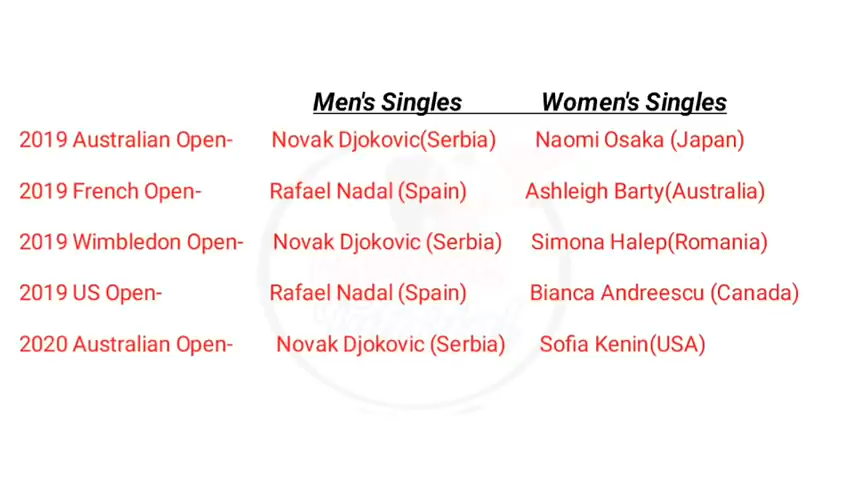 Men's Singles Women's Singles
2019 Australian Open- Novak Djokovic(Serbia) Naomi Osaka (Japan)
2019 French Open- Rafael Nadal (Spain) Ashleigh Barty(Australia)
2019 Wimbledon Open- Novak Djokovic (Serbia) Simona Halep(Romania)
2019 US Open- Rafael Nadal (Spain) Bianca Andreescu (Canada)
2020 Australian Open- Novak Djokovic (Serbia) Sofia Kenin(USA)